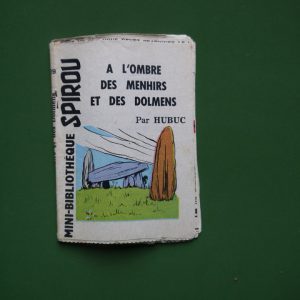 MINI-BIBLIOTHÈQUE SPIROU
A L'OMBRE
DES MENHIRS
ET DES DOLMENS
Par HUBUC